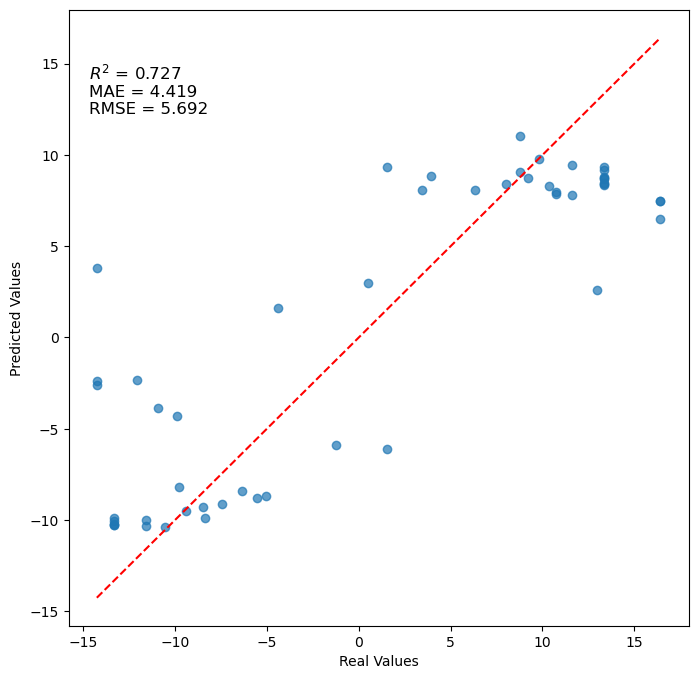 R² = 0.727
MAE = 4.419
RMSE = 5.692
15
10
5
0
−5
−10
−15
Predicted Values
−15 −10 −5 0 5 10 15
Real Values